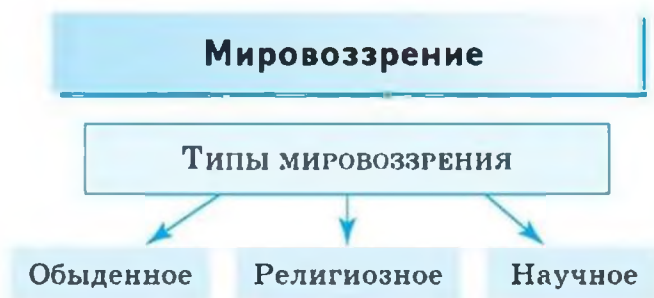 Мировоззрение
Типы мировоззрения
Обыденное Религиозное Научное